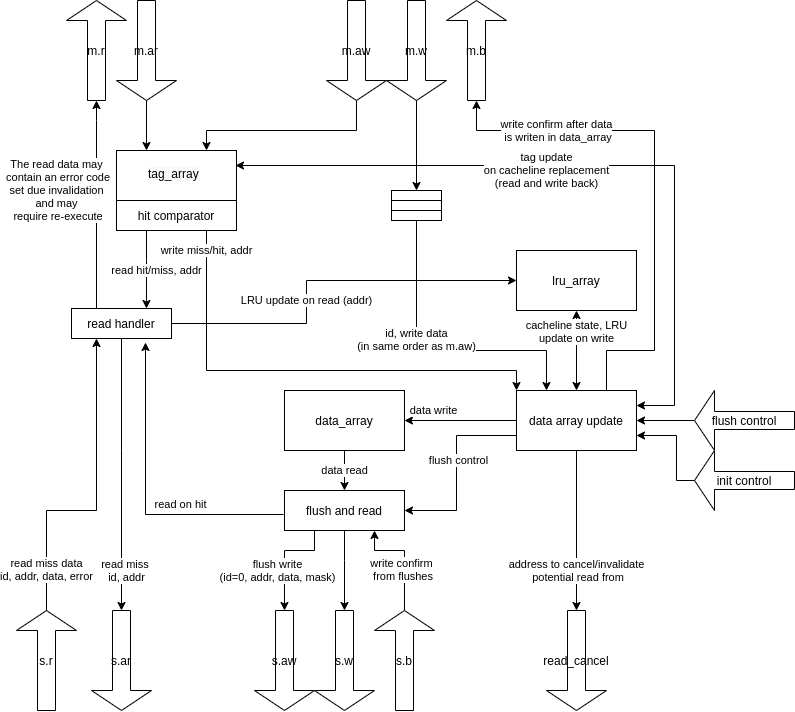 m.r
m.ar
m.aw
m.w
m.b
write confirm after data
is writen in data_array
The read data may
contain an error code
set due invalidation
and may
require re-execute
tag_array
tag update
on cacheline replacement
(read and write back)
hit comparator
write miss/hit, addr
read hit/miss, addr
lru_array
LRU update on read (addr)
read handler
cacheline state, LRU
update on write
id, write data
(in same order as m.aw)
data_array
data write
data array update
flush control
flush control
data read
init control
read on hit
flush and read
read miss data
id, addr, data, error
read miss
id, addr
flush write
(id=0, addr, data, mask)
write confirm
from flushes
address to cancel/invalidate
potential read from
s.r
s.ar
s.aw
s.w
s.b
read_cancel